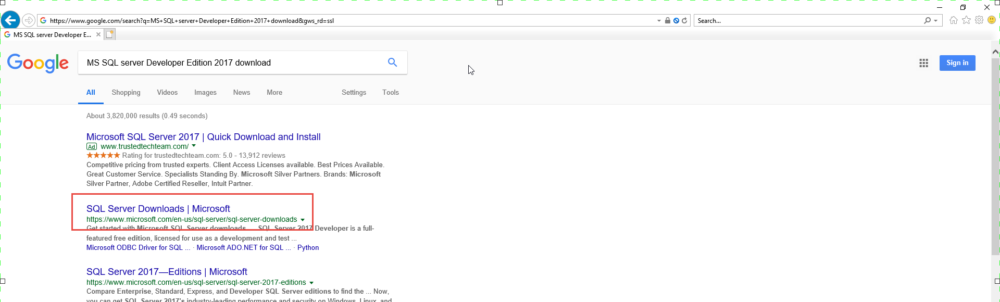 https://www.google.com/search?q=MS+SQL+server+Developer+Edition+2017+download&gws_rd=ssl
Search...
MS SQL server Developer E...
Google
MS SQL server Developer Edition 2017 download
Sign in
All Shopping Videos Images News More Settings Tools
About 3,820,000 results (0.49 seconds)
Microsoft SQL Server 2017 | Quick Download and Install
Ad www.trustedtechteam.com/
Rating for trustedtechteam.com: 5.0 - 13,912 reviews
Competitive pricing from trusted experts. Client Access Licenses available. Best Prices Available.
Great Customer Service. Specialists Standing By. Microsoft Silver Partners. Brands: Microsoft
Silver Partner, Adobe Certified Reseller, Intuit Partner.
SQL Server Downloads | Microsoft
https://www.microsoft.com/en-us/sql-server/sql-server-downloads
Get started with Microsoft SQL Server downloads ... SQL Server 2017 Developer is a full-
featured free edition, licensed for use as a development and test ...
Microsoft ODBC Driver for SQL ... · Microsoft ADO.NET for SQL ... · Python
SQL Server 2017—Editions | Microsoft
https://www.microsoft.com/en-us/sql-server/sql-server-2017-editions
Compare Enterprise, Standard, Express, and Developer SQL Server editions to find the ... Now,
you can get SQL Server 2017's industry-leading performance and security on Windows, Linux, and